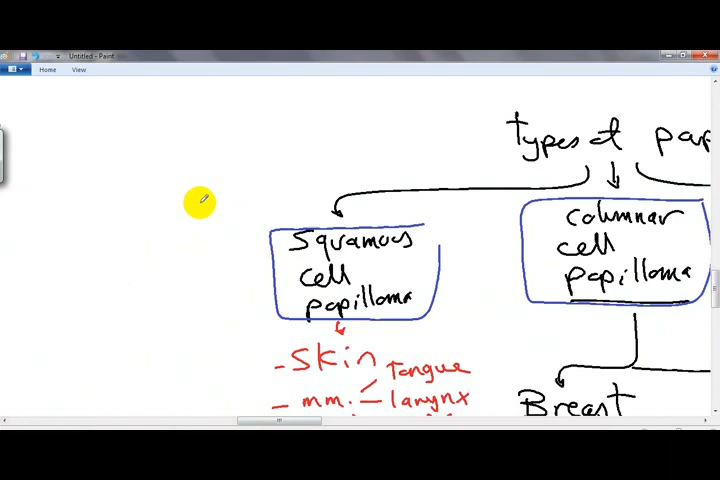 Untitled - Paint
Home View
types of pap
Squamous
cell
papilloma
columnar
cell
papilloma
- Skin
- mm. Tongue
larynx
Breast